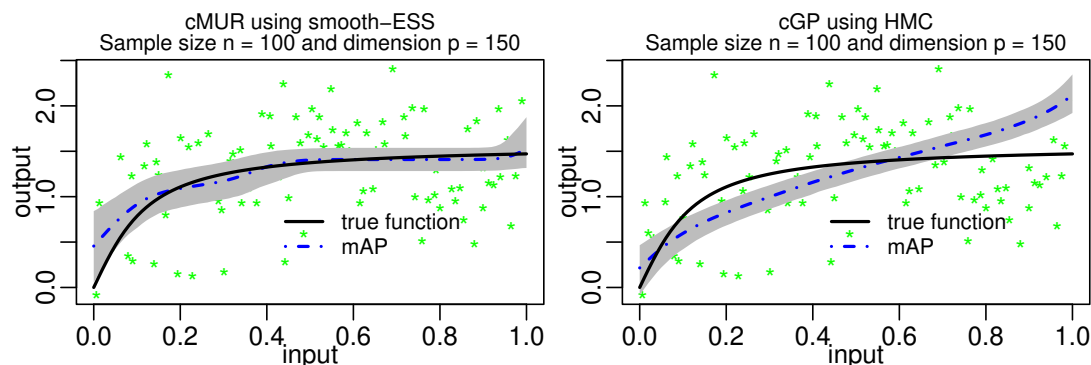 cMUR using smooth−ESS
Sample size n = 100 and dimension p = 150
output
2.0
1.0
0.0
true function
mAP
0.0 0.2 0.4 0.6 0.8 1.0
input
cGP using HMC
Sample size n = 100 and dimension p = 150
output
2.0
1.0
0.0
true function
mAP
0.0 0.2 0.4 0.6 0.8 1.0
input